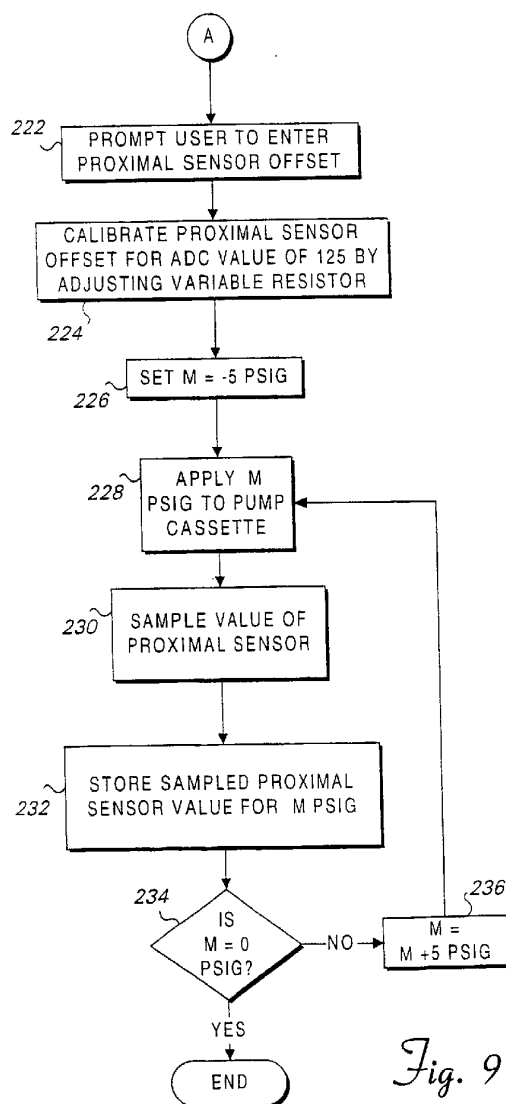 A
222
PROMPT USER TO ENTER
PROXIMAL SENSOR OFFSET
CALIBRATE PROXIMAL SENSOR
OFFSET FOR ADC VALUE OF 125 BY
ADJUSTING VARIABLE RESISTOR
224
SET M = -5 PSIG
226
228
APPLY M
PSIG TO PUMP
CASSETTE
230
SAMPLE VALUE OF
PROXIMAL SENSOR
232
STORE SAMPLED PROXIMAL
SENSOR VALUE FOR M PSIG
234
IS
M = 0
PSIG?
NO
236
M =
M +5 PSIG
YES
END
Fig. 9